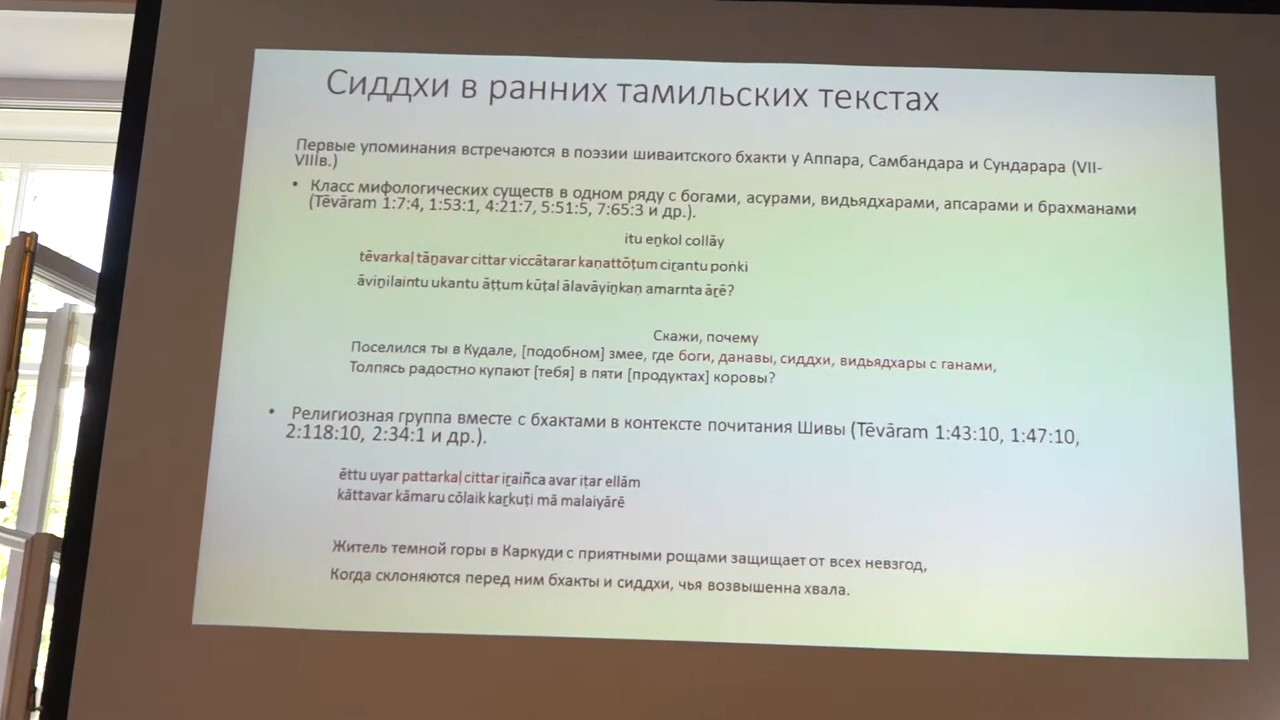 Сиддхи в ранних тамильских текстах
Первые упоминания встречаются в поэзии шиваитского бхакти у Аппара, Самбандара и Сундарара (VII-
VIIIв.)
• Класс мифологических существ в одном ряду с богами, асурами, видьядхарами, апсарами и брахманами
(Tēvāram 1:7:4, 1:53:1, 4:21:7, 5:51:5, 7:65:3 и др.).
itu eṉkol collāy
tēvarkaḷ tāṉavar cittar viccātarar kaṇattōṭum ciṟantu poṅki
āviṉilaintu ukantu āṭṭum kūṭal ālavāyiṉkaṇ amarnta āṟē?
Скажи, почему
Поселился ты в Кудале, [подобном] змее, где боги, данавы, сиддхи, видьядхары с ганами,
Толпясь радостно купают [тебя] в пяти [продуктах] коровы?
• Религиозная группа вместе с бхактами в контексте почитания Шивы (Tēvāram 1:43:10, 1:47:10,
2:118:10, 2:34:1 и др.).
ēttu uyar pattarkaḷ cittar iṟaiñca avar iṭar ellām
kāttavar kāmaru cōlaik kaṟkuṭi mā malaiyārē
Житель темной горы в Каркуди с приятными рощами защищает от всех невзгод,
Когда склоняются перед ним бхакты и сиддхи, чья возвышенна хвала.